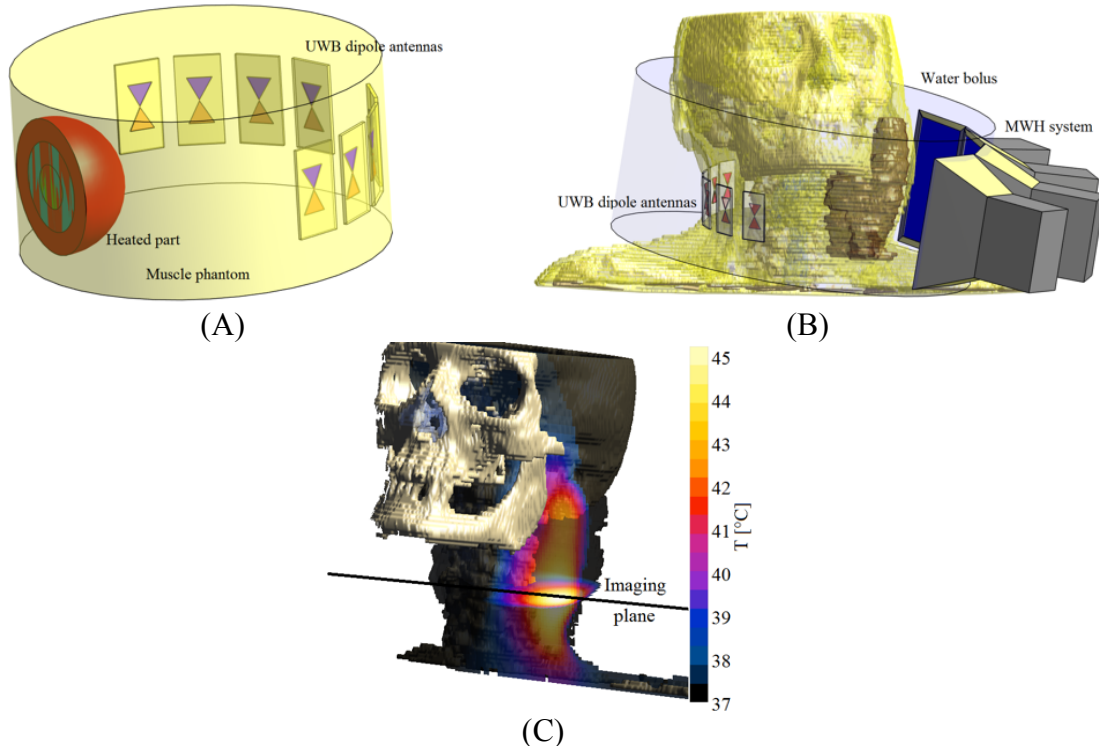 UWB dipole antennas
Heated part
Muscle phantom
(A)
Water bolus
MWH system
UWB dipole antennas
(B)
45
44
43
42
41
40
39
38
37
T [°C]
Imaging
plane
(C)